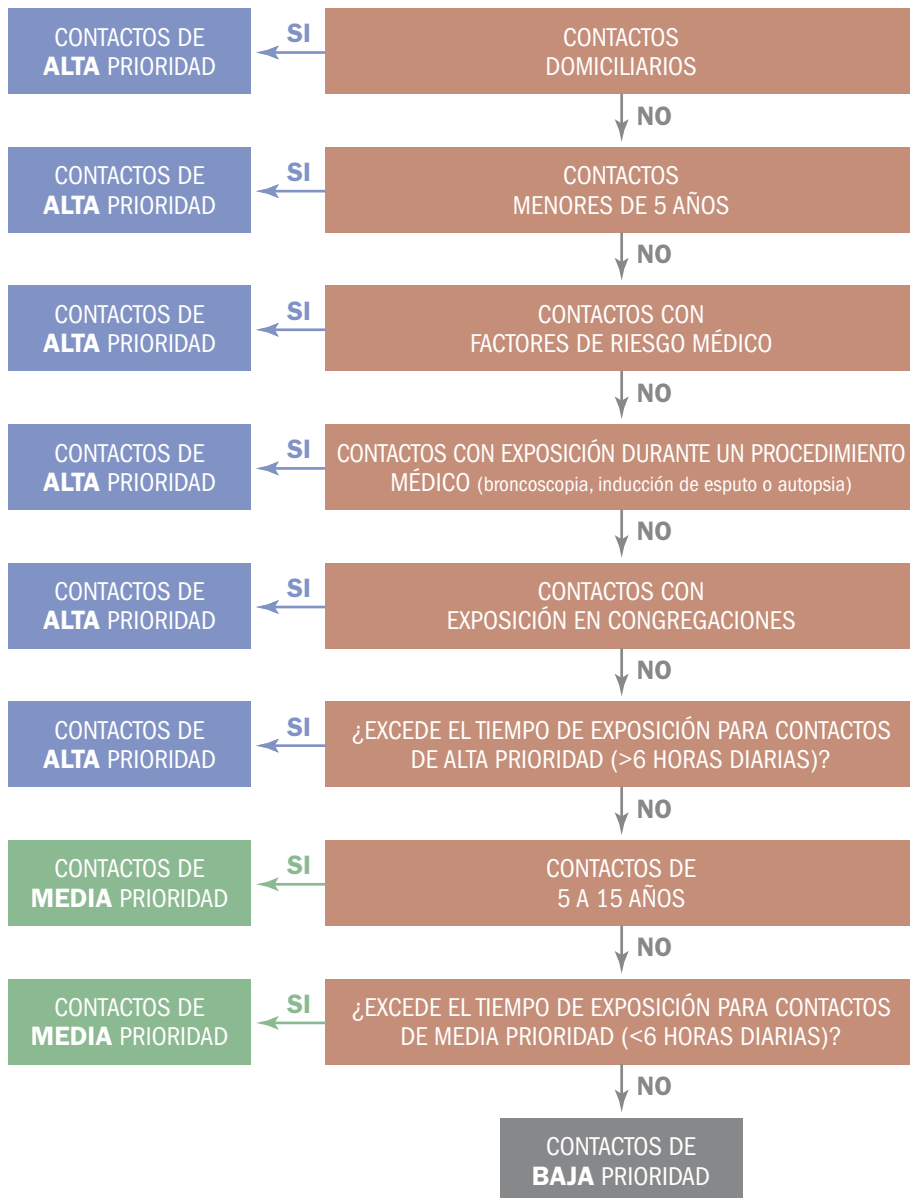 CONTACTOS DE
ALTA PRIORIDAD
SI
CONTACTOS
DOMICILIARIOS
NO
CONTACTOS DE
ALTA PRIORIDAD
SI
CONTACTOS
MENORES DE 5 AÑOS
NO
CONTACTOS DE
ALTA PRIORIDAD
SI
CONTACTOS CON
FACTORES DE RIESGO MÉDICO
NO
CONTACTOS DE
ALTA PRIORIDAD
SI
CONTACTOS CON EXPOSICIÓN DURANTE UN PROCEDIMIENTO
MÉDICO (broncoscopia, inducción de esputo o autopsia)
NO
CONTACTOS DE
ALTA PRIORIDAD
SI
CONTACTOS CON
EXPOSICIÓN EN CONGREGACIONES
NO
CONTACTOS DE
ALTA PRIORIDAD
SI
¿EXCEDE EL TIEMPO DE EXPOSICIÓN PARA CONTACTOS
DE ALTA PRIORIDAD (>6 HORAS DIARIAS)?
NO
CONTACTOS DE
MEDIA PRIORIDAD
SI
CONTACTOS DE
5 A 15 AÑOS
NO
CONTACTOS DE
MEDIA PRIORIDAD
SI
¿EXCEDE EL TIEMPO DE EXPOSICIÓN PARA CONTACTOS
DE MEDIA PRIORIDAD (<6 HORAS DIARIAS)?
NO
CONTACTOS DE
BAJA PRIORIDAD